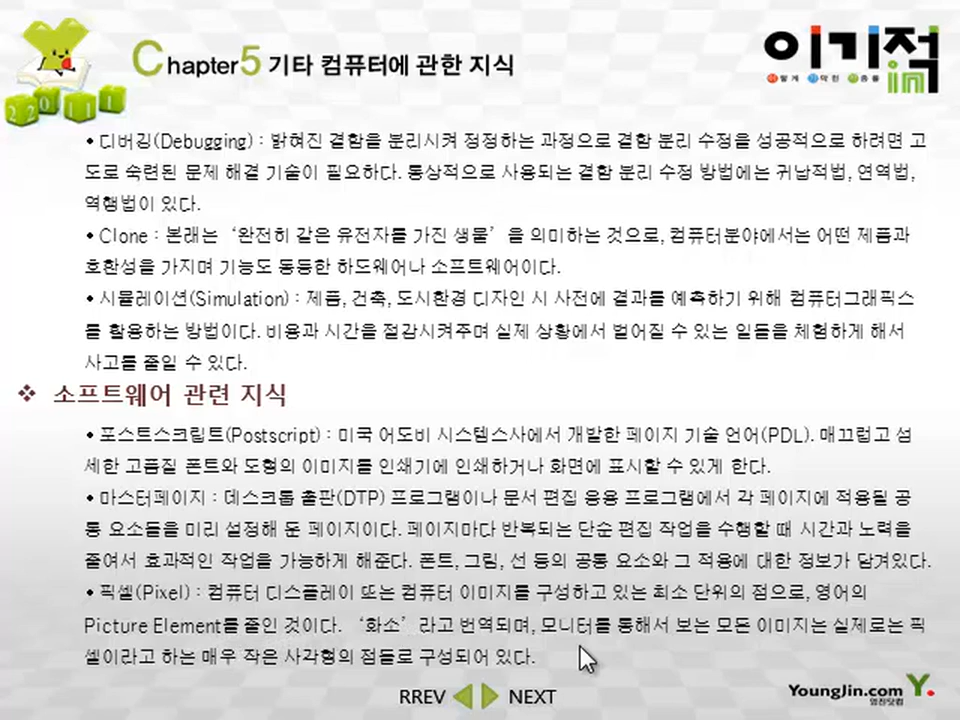 Chapter5 기타 컴퓨터에 관한 지식
이기적in
이렇게 기막힌 적중률
2011
• 디버깅(Debugging) : 밝혀진 결함을 분리시켜 정정하는 과정으로 결함 분리 수정을 성공적으로 하려면 고
도로 숙련된 문제 해결 기술이 필요하다. 통상적으로 사용되는 결함 분리 수정 방법에는 귀납적법, 연역법,
역행법이 있다.
• Clone : 본래는 ‘완전히 같은 유전자를 가진 생물’을 의미하는 것으로, 컴퓨터분야에서는 어떤 제품과
호환성을 가지며 기능도 동등한 하드웨어나 소프트웨어이다.
• 시뮬레이션(Simulation) : 제품, 건축, 도시환경 디자인 시 사전에 결과를 예측하기 위해 컴퓨터그래픽스
를 활용하는 방법이다. 비용과 시간을 절감시켜주며 실제 상황에서 벌어질 수 있는 일들을 체험하게 해서
사고를 줄일 수 있다.
❖ 소프트웨어 관련 지식
• 포스트스크립트(Postscript) : 미국 어도비 시스템스사에서 개발한 페이지 기술 언어(PDL). 매끄럽고 섬
세한 고품질 폰트와 도형의 이미지를 인쇄기에 인쇄하거나 화면에 표시할 수 있게 한다.
• 마스터페이지 : 데스크톱 출판(DTP) 프로그램이나 문서 편집 응용 프로그램에서 각 페이지에 적용될 공
통 요소들을 미리 설정해 둔 페이지이다. 페이지마다 반복되는 단순 편집 작업을 수행할 때 시간과 노력을
줄여서 효과적인 작업을 가능하게 해준다. 폰트, 그림, 선 등의 공통 요소와 그 적용에 대한 정보가 담겨있다.
• 픽셀(Pixel) : 컴퓨터 디스플레이 또는 컴퓨터 이미지를 구성하고 있는 최소 단위의 점으로, 영어의
Picture Element를 줄인 것이다. ‘화소’라고 번역되며, 모니터를 통해서 보는 모든 이미지는 실제로는 픽
셀이라고 하는 매우 작은 사각형의 점들로 구성되어 있다.
RREV NEXT
YoungJin.com Y.
영진닷컴